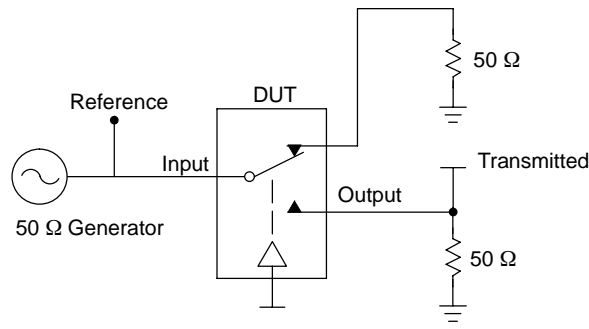 50 Ω
DUT
Reference
Input
Transmitted
Output
50 Ω Generator
50 Ω